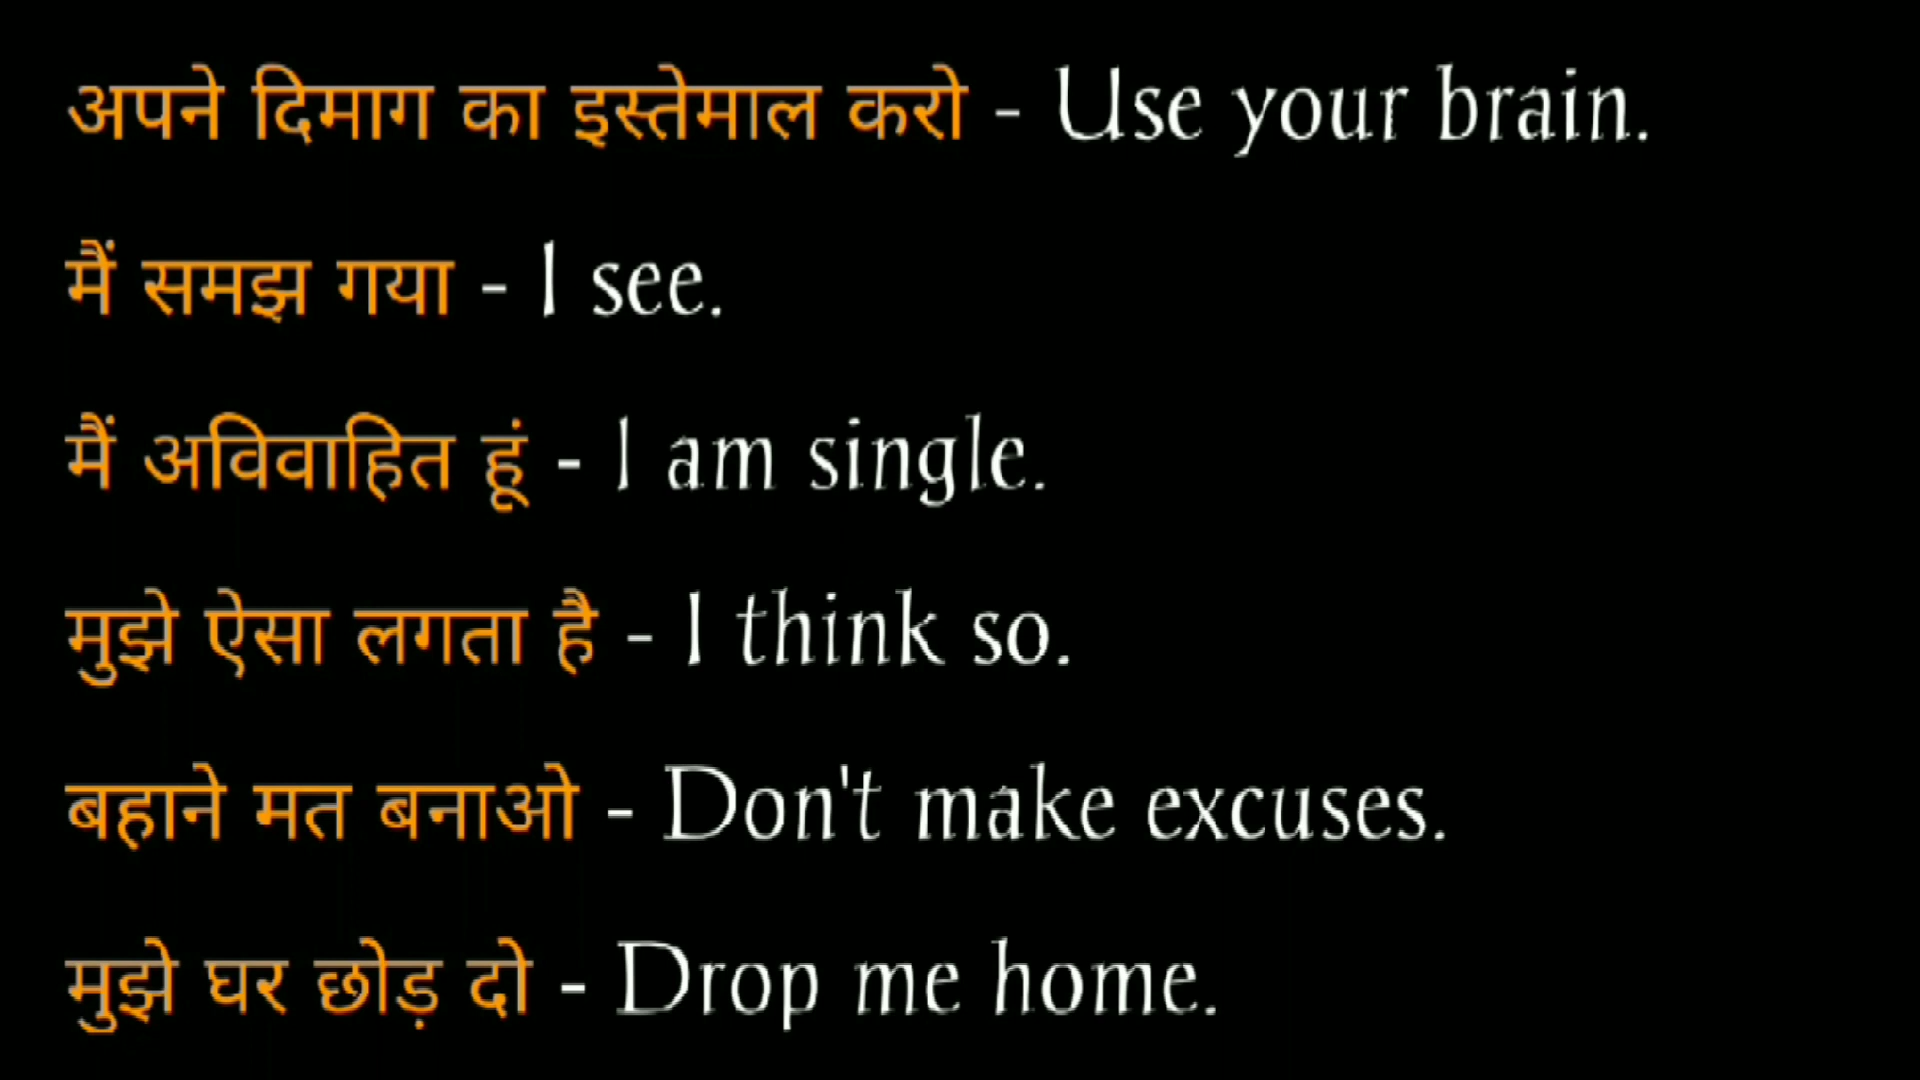 अपने दिमाग का इस्तेमाल करो - Use your brain.
मैं समझ गया - I see.
मैं अविवाहित हूं - I am single.
मुझे ऐसा लगता है - I think so.
बहाने मत बनाओ - Don't make excuses.
मुझे घर छोड़ दो - Drop me home.